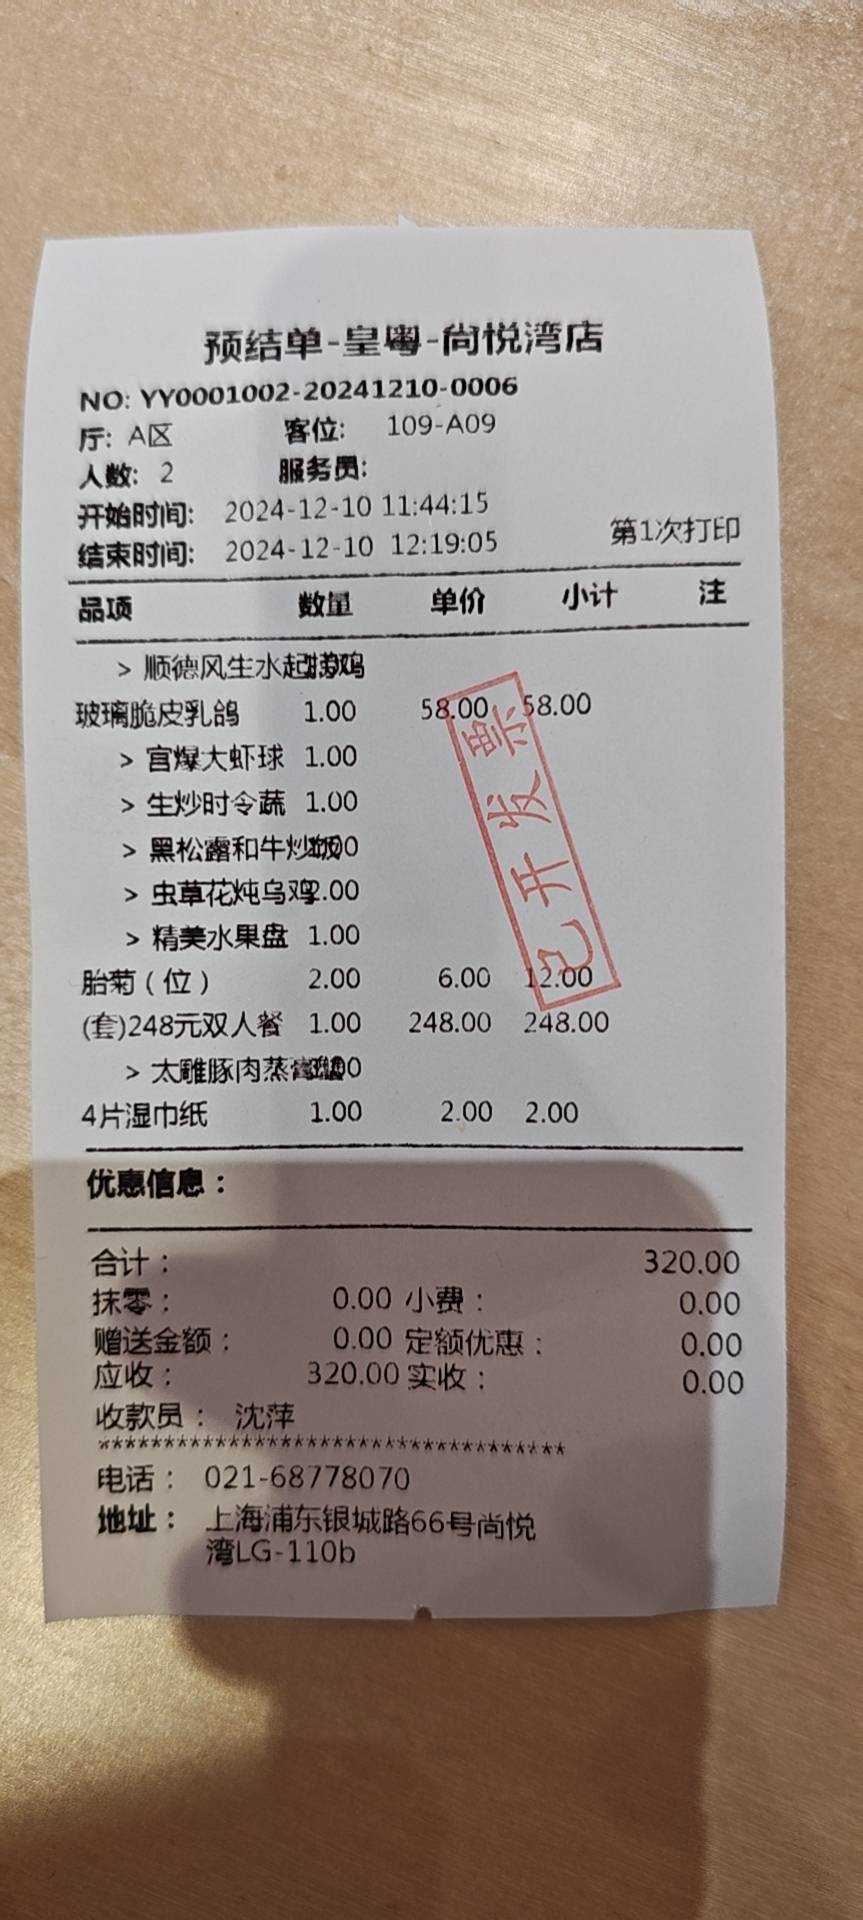 预结单-皇粤-尚悦湾店
NO: YY0001002-20241210-0006
厅: A区 客位: 109-A09
人数: 2 服务员:
开始时间: 2024-12-10 11:44:15
结束时间: 2024-12-10 12:19:05 第1次打印
品项 数量 单价 小计 注
> 顺德风生水起捞鸡
玻璃脆皮乳鸽 1.00 58.00 58.00
> 宫爆大虾球 1.00
> 生炒时令蔬 1.00
> 黑松露和牛炒饭
> 虫草花炖乌鸡 2.00
> 精美水果盘 1.00
胎菊（位） 2.00 6.00 12.00
(套)248元双人餐 1.00 248.00 248.00
> 太雕豚肉蒸
4片湿巾纸 1.00 2.00 2.00
已开发票
优惠信息：
合计： 320.00
抹零： 0.00 小费： 0.00
赠送金额： 0.00 定额优惠： 0.00
应收： 320.00 实收： 0.00
收款员： 沈萍
************************************
电话： 021-68778070
地址： 上海浦东银城路66号尚悦
湾LG-110b